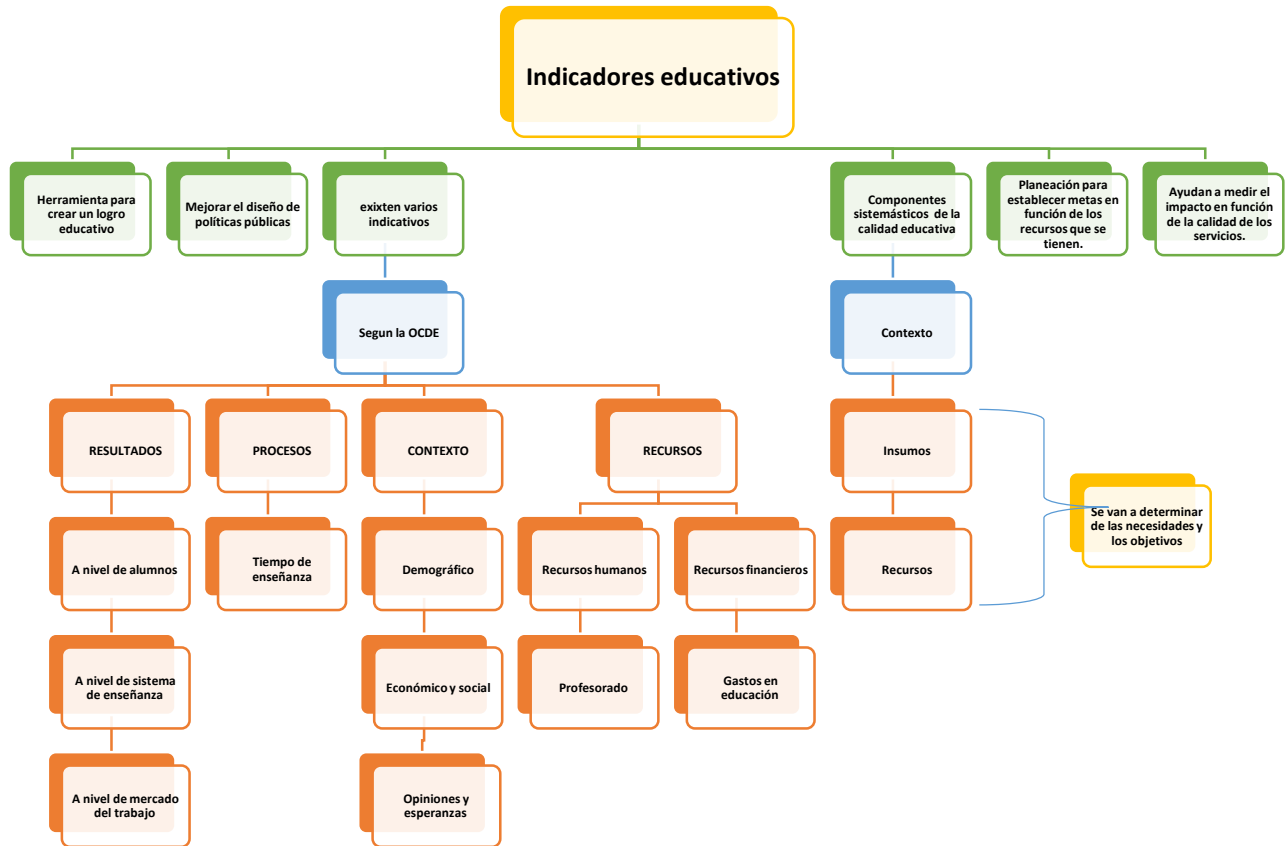 Indicadores educativos
Herramienta para
crear un logro
educativo
Mejorar el diseño de
políticas públicas
exixten varios
indicativos
Componentes
sistemásticos de la
calidad educativa
Planeación para
establecer metas en
función de los
recursos que se
tienen.
Ayudan a medir el
impacto en función
de la calidad de los
servicios.
Segun la OCDE
Contexto
RESULTADOS
PROCESOS
CONTEXTO
RECURSOS
Insumos
Se van a determinar
de las necesidades y
los objetivos
A nivel de alumnos
Tiempo de
enseñanza
Demográfico
Recursos humanos
Recursos financieros
Recursos
A nivel de sistema
de enseñanza
Económico y social
Profesorado
Gastos en
educación
A nivel de mercado
del trabajo
Opiniones y
esperanzas